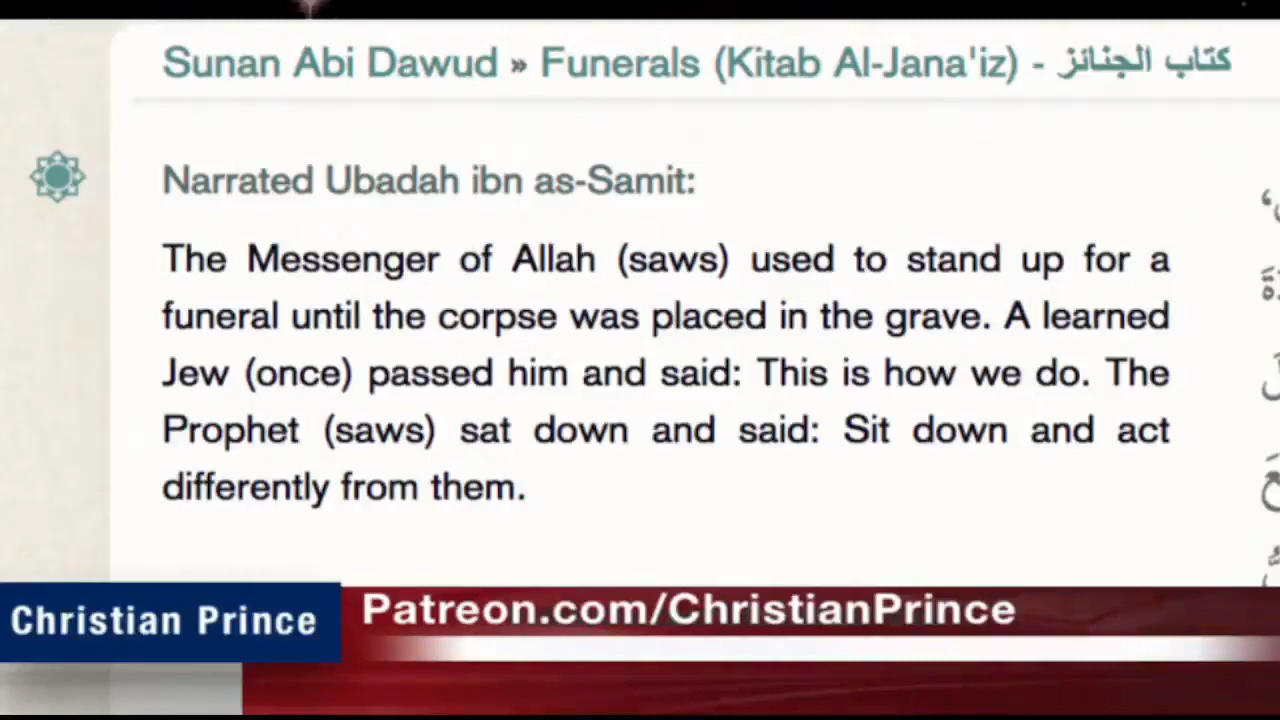 Sunan Abi Dawud » Funerals (Kitab Al-Jana'iz) - كتاب الجنائز
Narrated Ubadah ibn as-Samit:
The Messenger of Allah (saws) used to stand up for a
funeral until the corpse was placed in the grave. A learned
Jew (once) passed him and said: This is how we do. The
Prophet (saws) sat down and said: Sit down and act
differently from them.
Christian Prince
Patreon.com/ChristianPrince